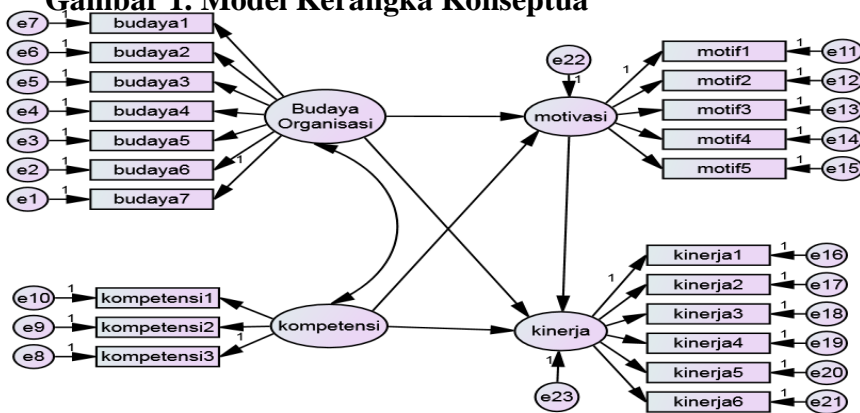 Gambar 1. Model Kerangka Konseptua
e7 1 budaya1
e6 1 budaya2
e5 1 budaya3
e4 1 budaya4
e3 1 budaya5
e2 1 budaya6
e1 1 budaya7
1
Budaya
Organisasi
e22
1
motivasi
1
motif1 1 e11
motif2 1 e12
motif3 1 e13
motif4 1 e14
motif5 1 e15
e10 1 kompetensi1
e9 1 kompetensi2
e8 1 kompetensi3
1
kompetensi
kinerja
1
e23
1
kinerja1 1 e16
kinerja2 1 e17
kinerja3 1 e18
kinerja4 1 e19
kinerja5 1 e20
kinerja6 1 e21